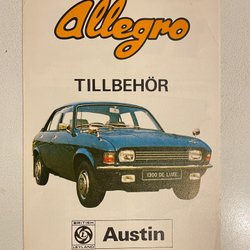 Allegro
TILLBEHÖR
1300 DE LUXE
BRITISH
LEYLAND
Austin